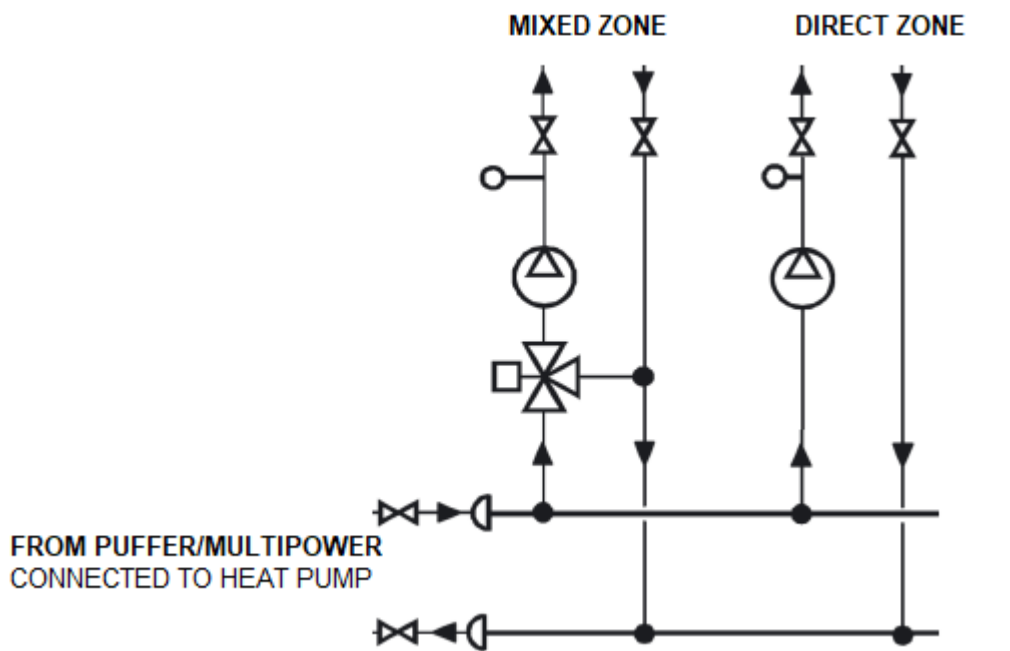 MIXED ZONE
DIRECT ZONE
FROM PUFFER/MULTIPOWER
CONNECTED TO HEAT PUMP